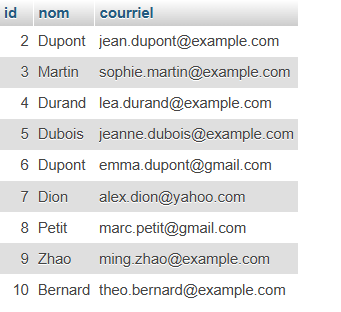 id nom courriel
2 Dupont jean.dupont@example.com
3 Martin sophie.martin@example.com
4 Durand lea.durand@example.com
5 Dubois jeanne.dubois@example.com
6 Dupont emma.dupont@gmail.com
7 Dion alex.dion@yahoo.com
8 Petit marc.petit@gmail.com
9 Zhao ming.zhao@example.com
10 Bernard theo.bernard@example.com